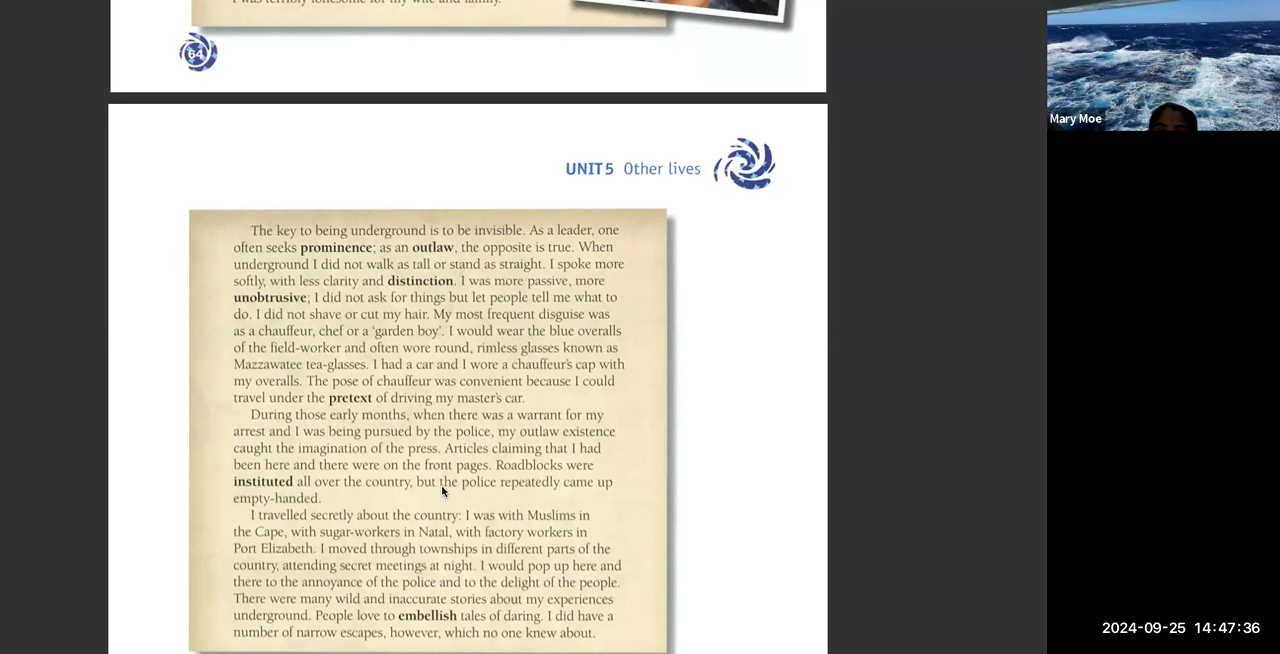 I was terribly lonesome for my wife and family.
64
UNIT 5 Other lives
The key to being underground is to be invisible. As a leader, one
often seeks prominence; as an outlaw, the opposite is true. When
underground I did not walk as tall or stand as straight. I spoke more
softly, with less clarity and distinction. I was more passive, more
unobtrusive; I did not ask for things but let people tell me what to
do. I did not shave or cut my hair. My most frequent disguise was
as a chauffeur, chef or a ‘garden boy’. I would wear the blue overalls
of the field-worker and often wore round, rimless glasses known as
Mazzawatee tea-glasses. I had a car and I wore a chauffeur's cap with
my overalls. The pose of chauffeur was convenient because I could
travel under the pretext of driving my master's car.
During those early months, when there was a warrant for my
arrest and I was being pursued by the police, my outlaw existence
caught the imagination of the press. Articles claiming that I had
been here and there were on the front pages. Roadblocks were
instituted all over the country, but the police repeatedly came up
empty-handed.
I travelled secretly about the country: I was with Muslims in
the Cape, with sugar-workers in Natal, with factory workers in
Port Elizabeth. I moved through townships in different parts of the
country, attending secret meetings at night. I would pop up here and
there to the annoyance of the police and to the delight of the people.
There were many wild and inaccurate stories about my experiences
underground. People love to embellish tales of daring. I did have a
number of narrow escapes, however, which no one knew about.
Mary Moe
2024-09-25 14:47:36